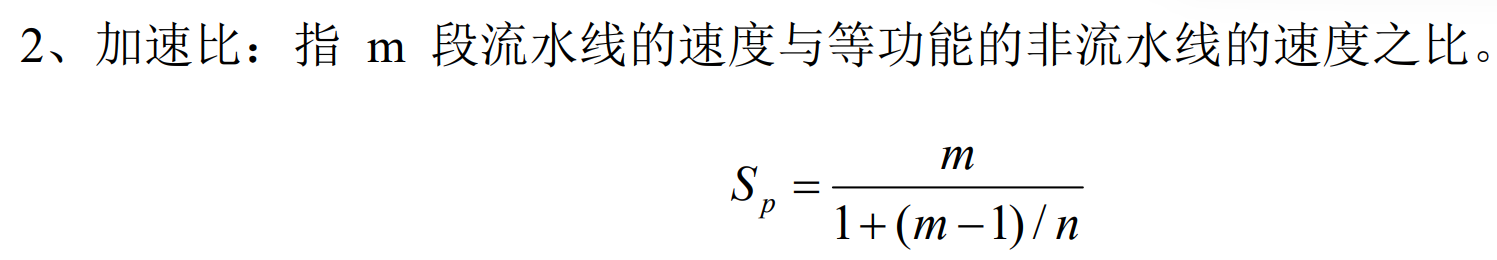 2、加速比：指 m 段流水线的速度与等功能的非流水线的速度之比。
S_p = \frac{m}{1+(m-1)/n}